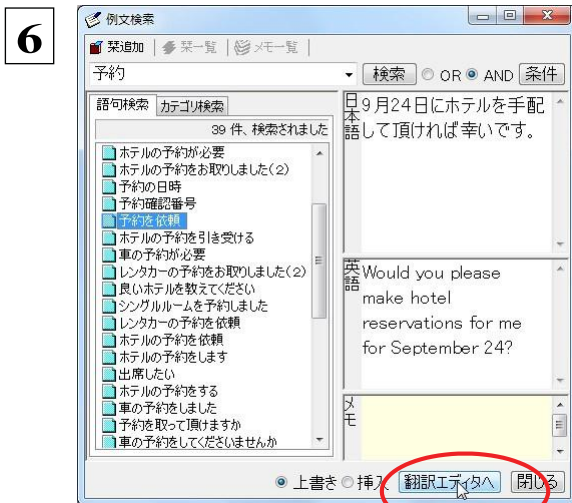 6
例文検索
栞追加 栞一覧 メモ一覧
予約 検索 OR AND 条件
語句検索 カテゴリ検索
39 件、検索されました
ホテルの予約が必要
ホテルの予約をお取りしました(2)
予約の日時
予約確認番号
予約を依頼
ホテルの予約を引き受ける
車の予約が必要
レンタカーの予約をお取りしました(2)
良いホテルを教えてください
シングルルームを予約しました
レンタカーの予約を依頼
ホテルの予約を依頼
ホテルの予約をします
出席したい
ホテルの予約をする
車の予約をしました
予約を取って頂けますか
車の予約をしてくださいませんか
日本語
9月24日にホテルを手配
して頂ければ幸いです。
英語
Would you please
make hotel
reservations for me
for September 24?
メモ
上書き 挿入 翻訳エディタへ 閉じる